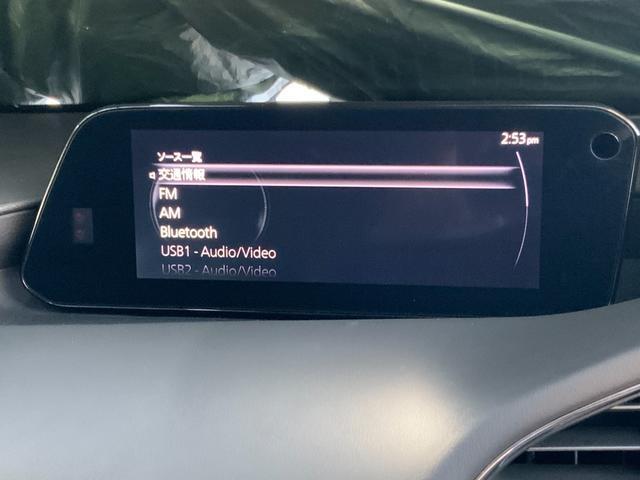 2:53pm
ソース一覧
交通情報
FM
AM
Bluetooth
USB1 - Audio/Video
USB2 - Audio/Video